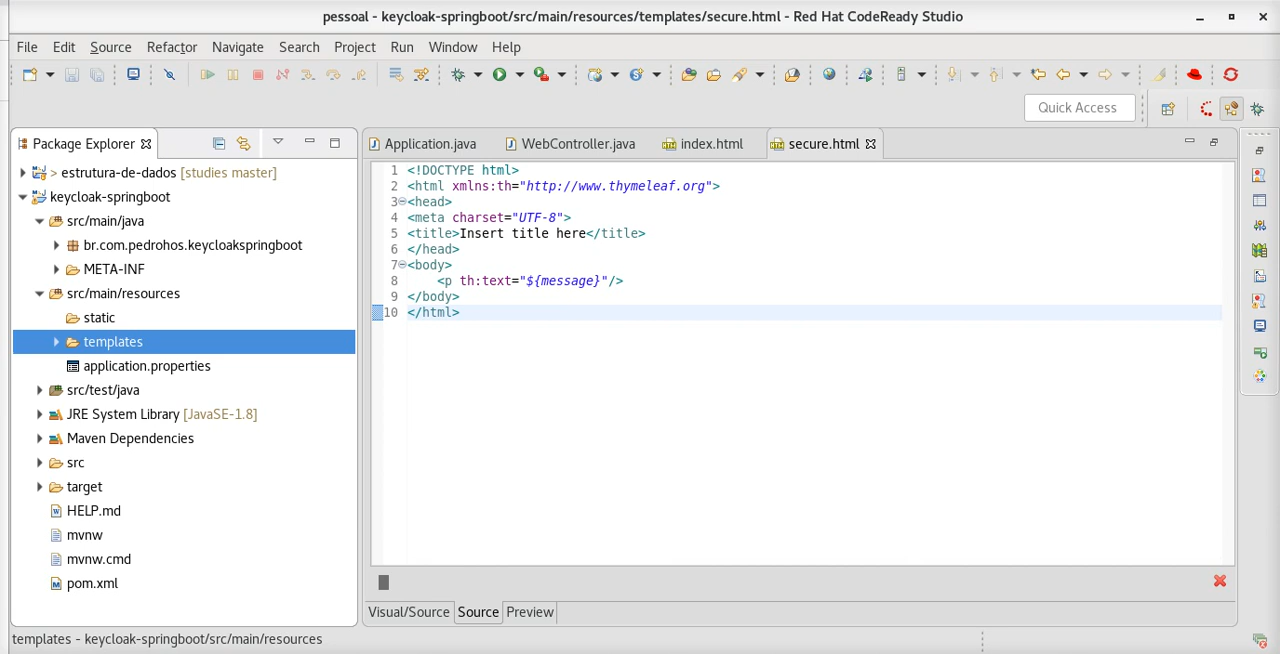 pessoal - keycloak-springboot/src/main/resources/templates/secure.html - Red Hat CodeReady Studio
File Edit Source Refactor Navigate Search Project Run Window Help
Quick Access
Package Explorer
> estrutura-de-dados [studies master]
keycloak-springboot
src/main/java
br.com.pedrohos.keycloakspringboot
META-INF
src/main/resources
static
templates
application.properties
src/test/java
JRE System Library [JavaSE-1.8]
Maven Dependencies
src
target
HELP.md
mvnw
mvnw.cmd
pom.xml
Application.java WebController.java index.html secure.html
1 <!DOCTYPE html>
2 <html xmlns:th="http://www.thymeleaf.org">
3 <head>
4 <meta charset="UTF-8">
5 <title>Insert title here</title>
6 </head>
7 <body>
8     <p th:text="${message}"/>
9 </body>
10 </html>
Visual/Source Source Preview
templates - keycloak-springboot/src/main/resources